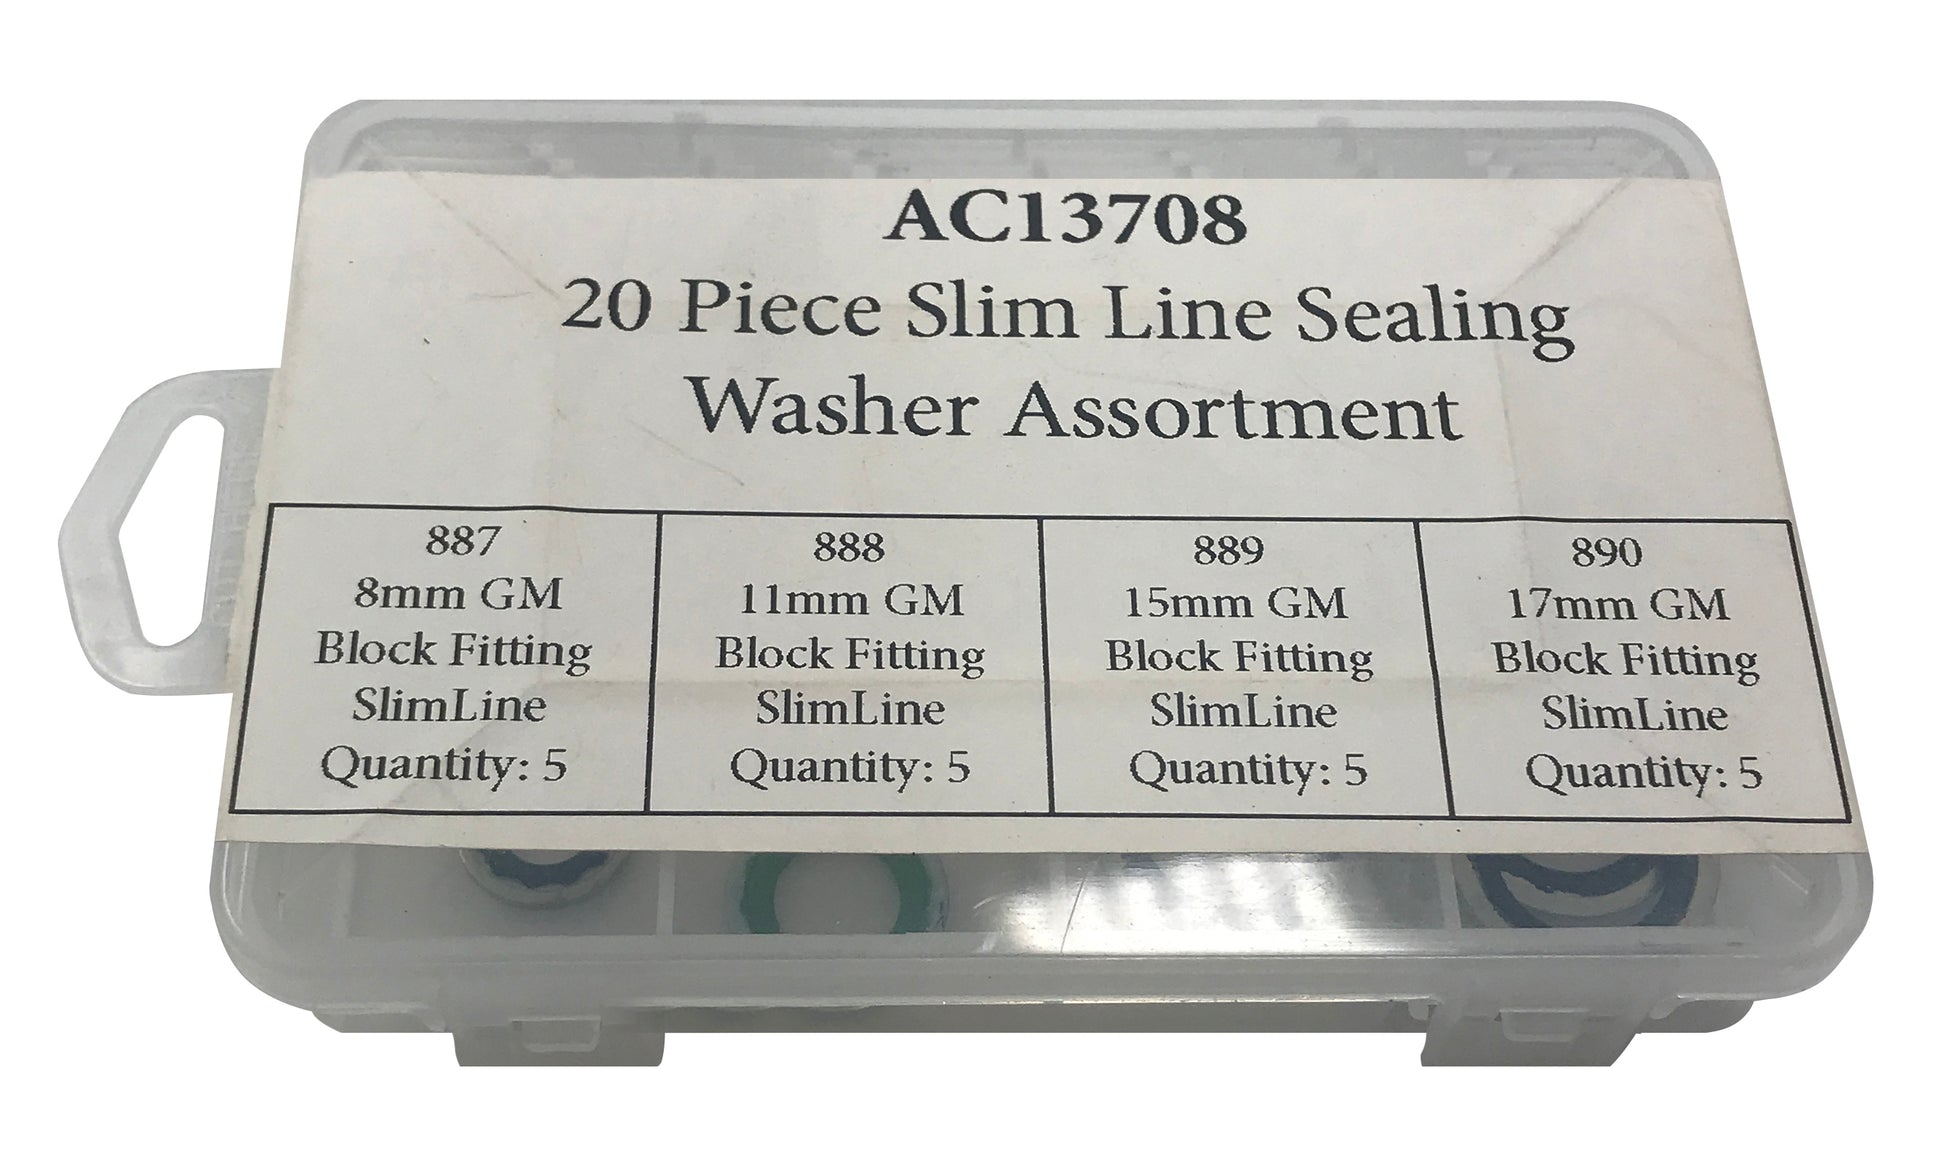 AC13708
20 Piece Slim Line Sealing
Washer Assortment
887
8mm GM
Block Fitting
SlimLine
Quantity: 5
888
11mm GM
Block Fitting
SlimLine
Quantity: 5
889
15mm GM
Block Fitting
SlimLine
Quantity: 5
890
17mm GM
Block Fitting
SlimLine
Quantity: 5